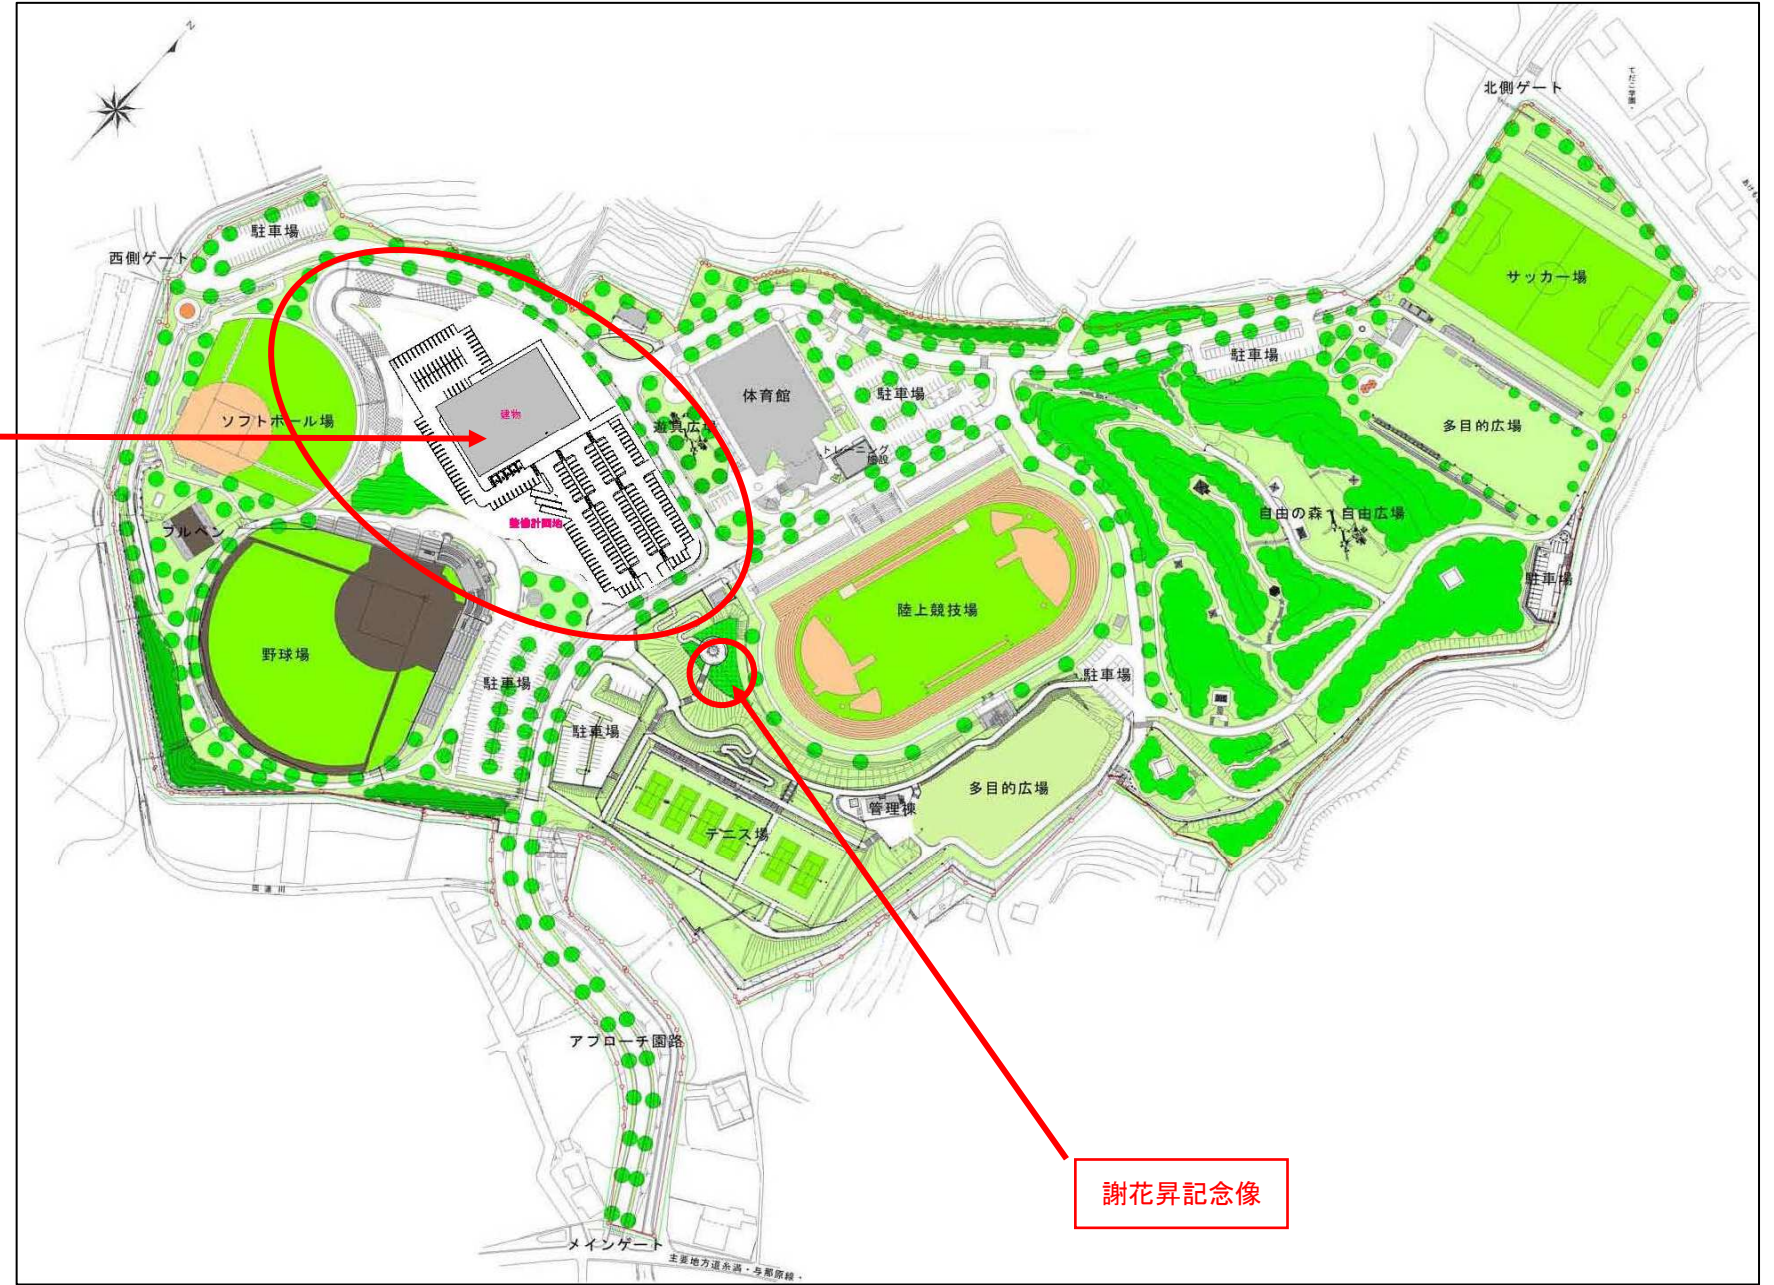 N
北側ゲート
てだこ学園
駐車場
西側ゲート
サッカー場
駐車場
体育館
駐車場
建物
ソフトボール場
遊具広場
多目的広場
トレーニング
施設
自由の森・自由広場
整備計画地
ブルペン
駐車場
陸上競技場
野球場
駐車場
駐車場
駐車場
多目的広場
管理棟
テニス場
アプローチ園路
謝花昇記念像
メインゲート
主要地方道糸満・与那原線